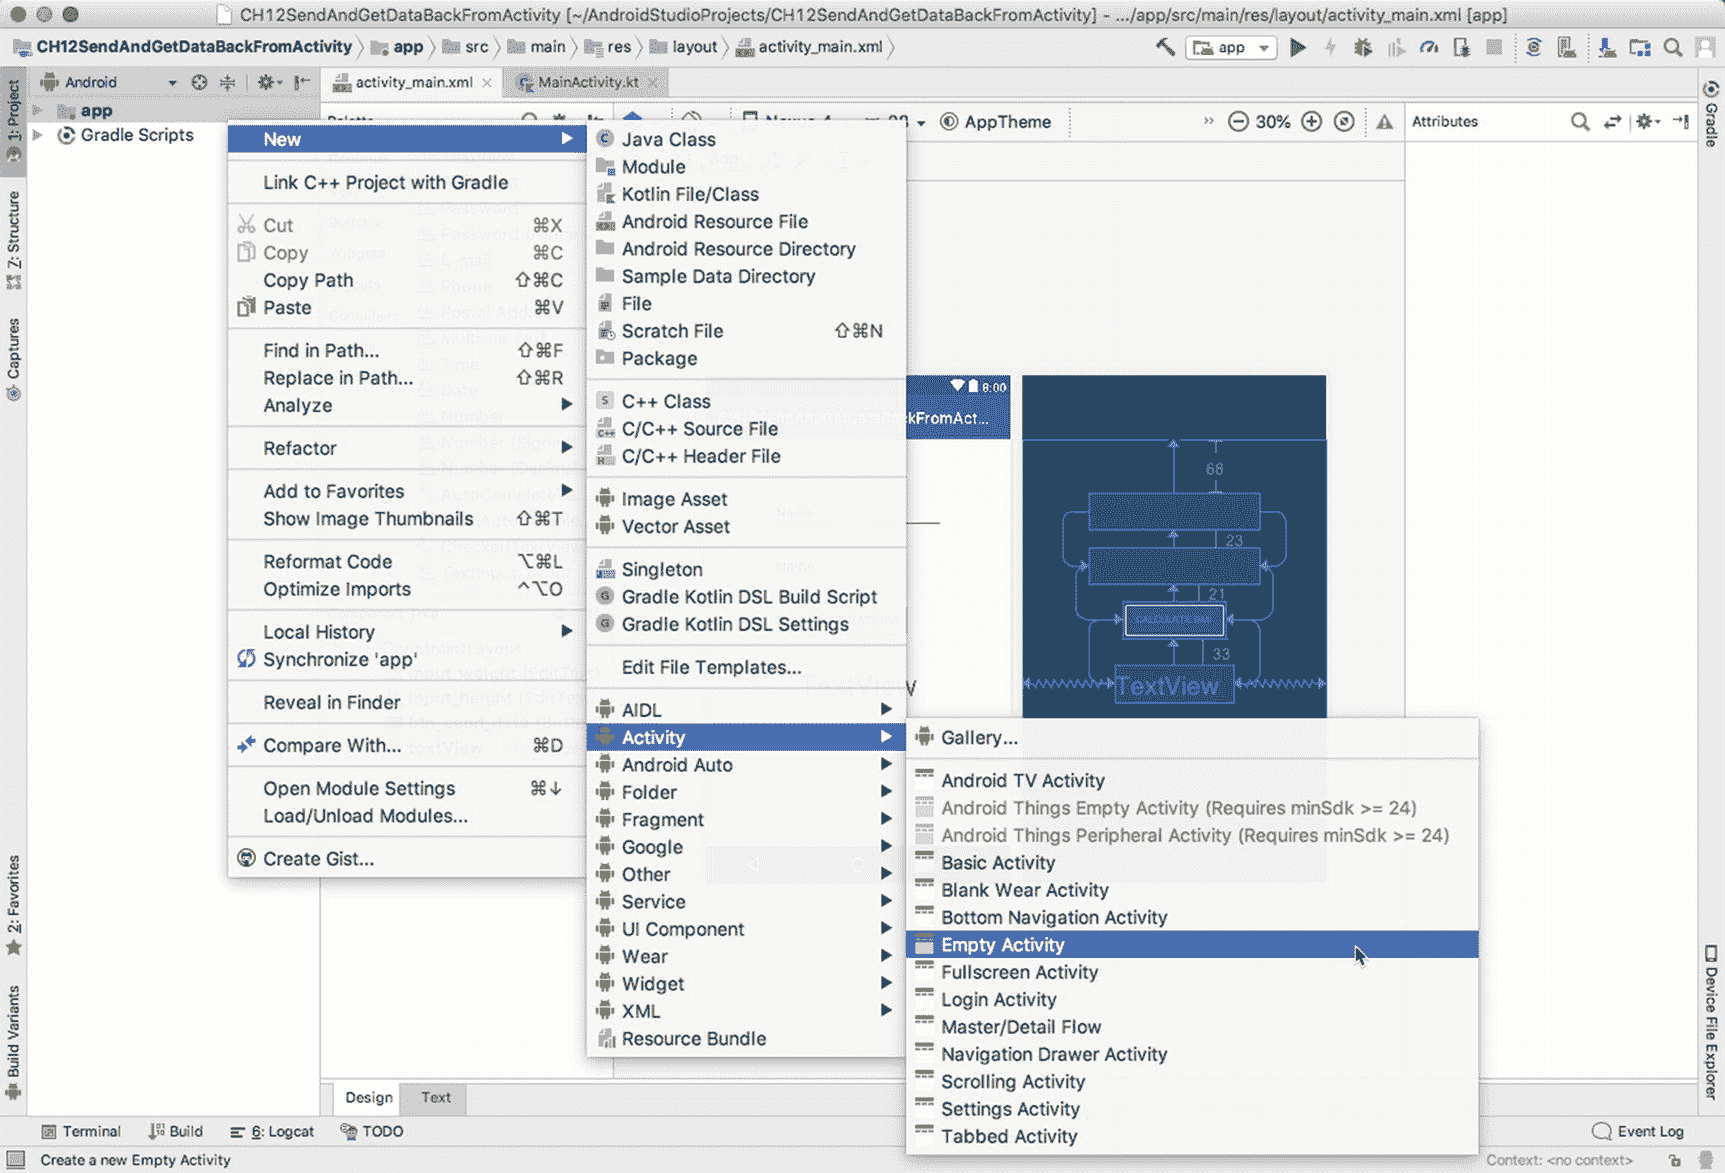 CH12SendAndGetDataBackFromActivity [~/AndroidStudioProjects/CH12SendAndGetDataBackFromActivity] - .../app/src/main/res/layout/activity_main.xml [app]
CH12SendAndGetDataBackFromActivity app src main res layout activity_main.xml app
Android activity_main.xml MainActivity.kt
app
Gradle Scripts
AppTheme 30% Attributes
1: Project
Z: Structure
Captures
2: Favorites
Build Variants
Gradle
Device File Explorer
New
Link C++ Project with Gradle
Cut ⌘X
Copy ⌘C
Copy Path ⇧⌘C
Paste ⌘V
Find in Path... ⇧⌘F
Replace in Path... ⇧⌘R
Analyze
Refactor
Add to Favorites
Show Image Thumbnails ⇧⌘T
Reformat Code ⌥⌘L
Optimize Imports ^⌥O
Local History
Synchronize 'app'
Reveal in Finder
Compare With... ⌘D
Open Module Settings ⌘↓
Load/Unload Modules...
Create Gist...
Java Class
Module
Kotlin File/Class
Android Resource File
Android Resource Directory
Sample Data Directory
File
Scratch File ⇧⌘N
Package
C++ Class
C/C++ Source File
C/C++ Header File
Image Asset
Vector Asset
Singleton
Gradle Kotlin DSL Build Script
Gradle Kotlin DSL Settings
Edit File Templates...
AIDL
Activity
Android Auto
Folder
Fragment
Google
Other
Service
UI Component
Wear
Widget
XML
Resource Bundle
Gallery...
Android TV Activity
Android Things Empty Activity (Requires minSdk >= 24)
Android Things Peripheral Activity (Requires minSdk >= 24)
Basic Activity
Blank Wear Activity
Bottom Navigation Activity
Empty Activity
Fullscreen Activity
Login Activity
Master/Detail Flow
Navigation Drawer Activity
Scrolling Activity
Settings Activity
Tabbed Activity
8:00
kFromAct...
68
23
21
CALCULATE BMI
33
TextView
Design Text
Terminal Build 6: Logcat TODO Event Log
Create a new Empty Activity Context: <no context>